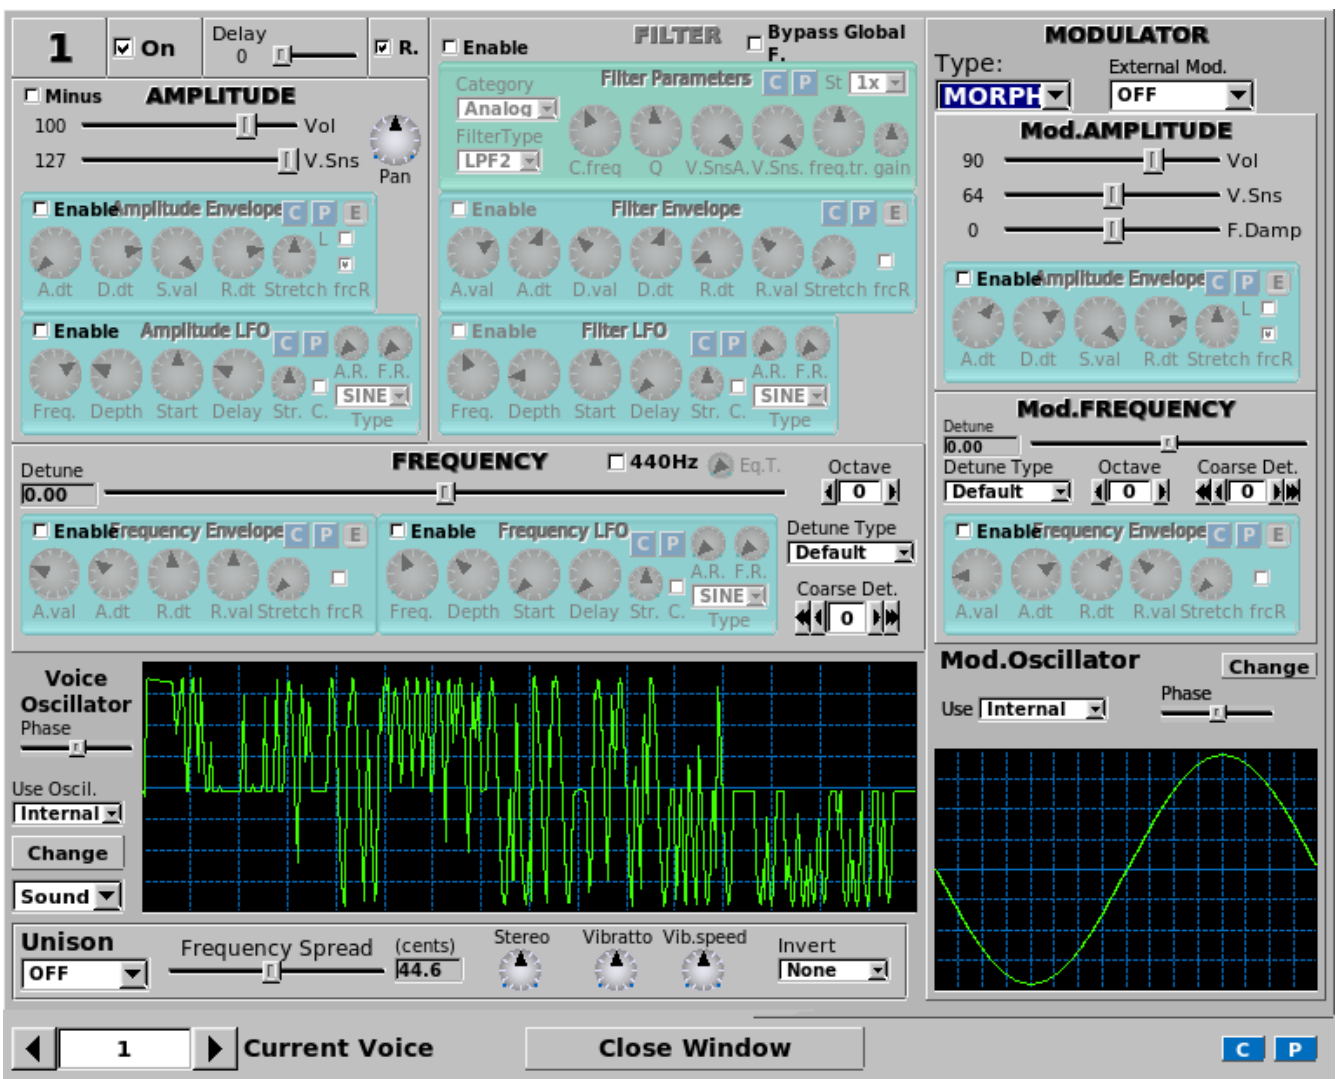 1
On
Delay
0
R.
Minus
AMPLITUDE
100
Vol
127
V.Sns
Pan
Enable
Amplitude Envelope
C
P
E
L
A.dt
D.dt
S.val
R.dt
Stretch
frcR
Enable
Amplitude LFO
C
P
A.R.
F.R.
SINE
Freq.
Depth
Start
Delay
Str.
C.
Type
Enable
FILTER
Bypass Global
F.
Category
Analog
FilterType
LPF2
Filter Parameters
C
P
St
1x
C.freq
Q
V.SnsA.
V.Sns.
freq.tr.
gain
Enable
Filter Envelope
C
P
E
A.val
A.dt
D.val
D.dt
R.dt
R.val
Stretch
frcR
Enable
Filter LFO
C
P
A.R.
F.R.
SINE
Freq.
Depth
Start
Delay
Str.
C.
Type
FREQUENCY
440Hz
Eq.T.
Detune
0.00
Octave
0
Enable
Frequency Envelope
C
P
E
A.val
A.dt
R.dt
R.val
Stretch
frcR
Enable
Frequency LFO
C
P
A.R.
F.R.
SINE
Freq.
Depth
Start
Delay
Str.
C.
Type
Detune Type
Default
Coarse Det.
0
Voice
Oscillator
Phase
Use Oscil.
Internal
Change
Sound
Unison
OFF
Frequency Spread
(cents)
44.6
Stereo
Vibratto
Vib.speed
Invert
None
MODULATOR
Type:
MORPH
External Mod.
OFF
Mod.AMPLITUDE
90
Vol
64
V.Sns
0
F.Damp
Enable
Amplitude Envelope
C
P
E
L
A.dt
D.dt
S.val
R.dt
Stretch
frcR
Mod.FREQUENCY
Detune
0.00
Detune Type
Default
Octave
0
Coarse Det.
0
Enable
Frequency Envelope
C
P
E
A.val
A.dt
R.dt
R.val
Stretch
frcR
Mod.Oscillator
Change
Use
Internal
Phase
1
Current Voice
Close Window
C
P